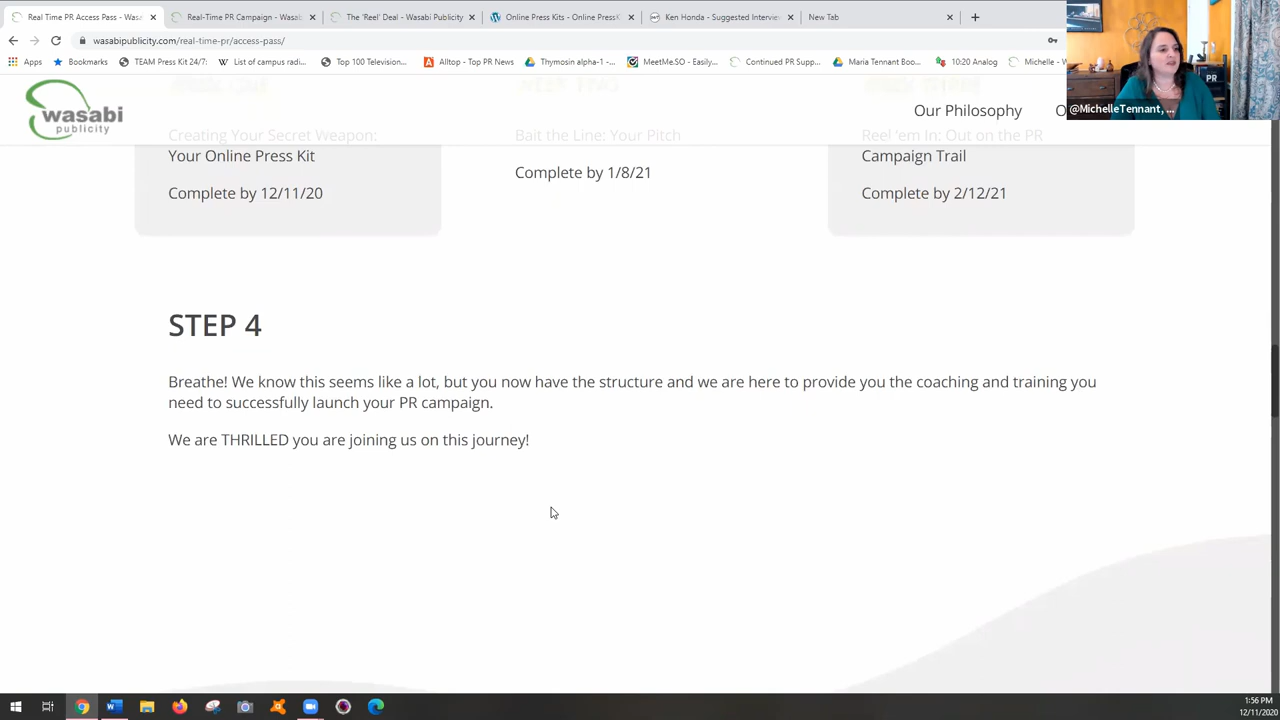 Real Time PR Access Pass - Wasa
Real-Time PR Campaign - Wasab
The 'Reel' Deal - Wasabi Publicity
Online Press Kits - Online PressK
Ken Honda - Suggested Interview
New Tab
wasabipublicity.com/real-time-pr/access-pass/
Apps
Bookmarks
TEAM Press Kit 24/7:
List of campus radi...
Top 100 Television...
Alltop - Top PR News
Thymosin alpha-1 -...
MeetMe.SO - Easily...
Continued PR Supp...
Maria Tennant Boo...
10:20 Analog
Michelle - W
PR
@MichelleTennant, ...
wasabi
publicity
Our Philosophy
O
Creating Your Secret Weapon:
Your Online Press Kit
Complete by 12/11/20
Bait the Line: Your Pitch
Complete by 1/8/21
Reel 'em In: Out on the PR
Campaign Trail
Complete by 2/12/21
STEP 4
Breathe! We know this seems like a lot, but you now have the structure and we are here to provide you the coaching and training you
need to successfully launch your PR campaign.
We are THRILLED you are joining us on this journey!
1:56 PM
12/11/2020